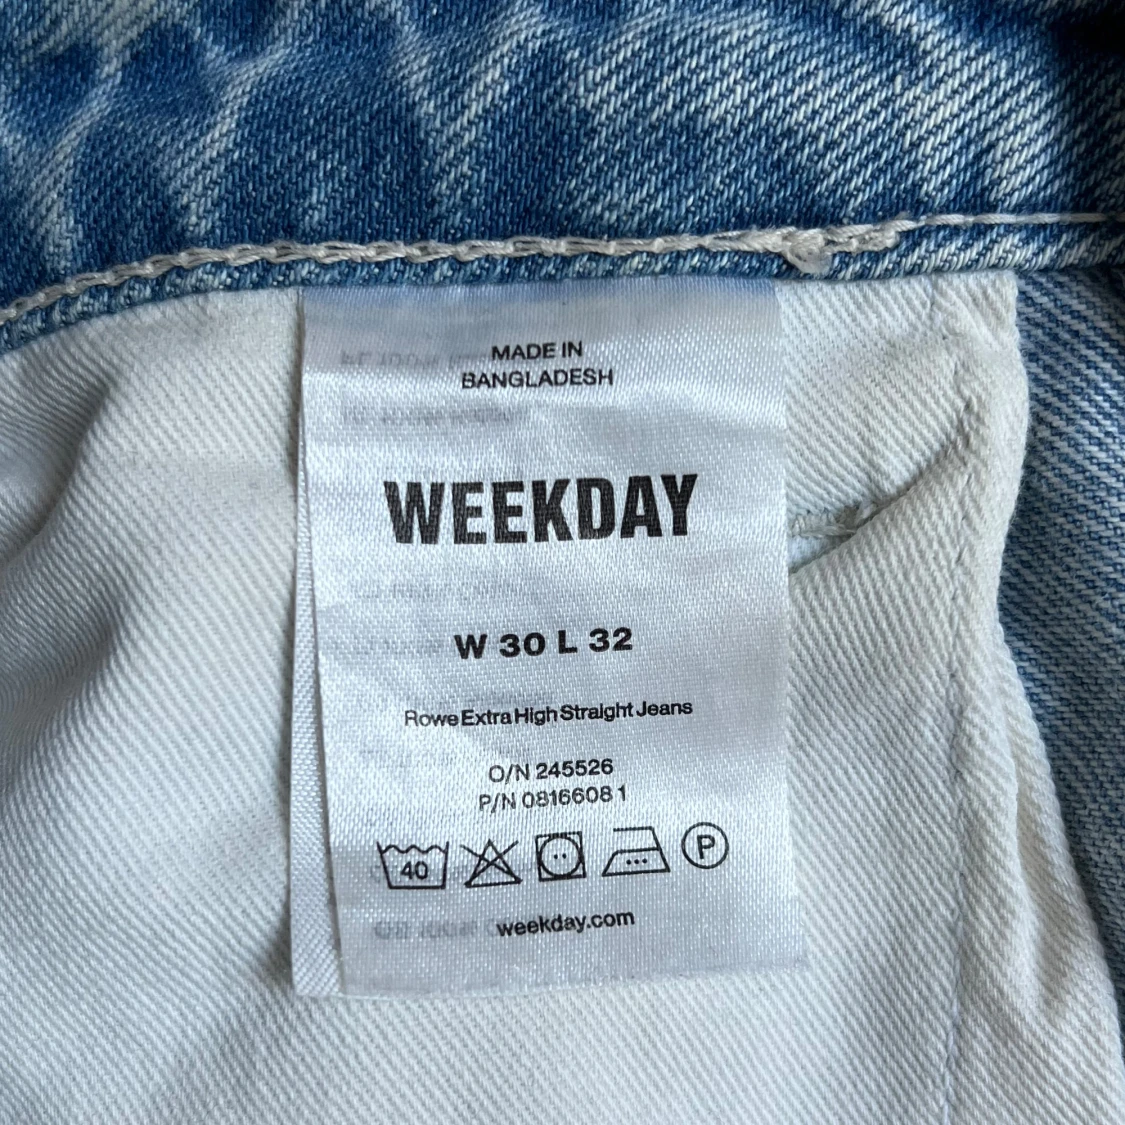 MADE IN
BANGLADESH
WEEKDAY
W 30 L 32
Rowe Extra High Straight Jeans
O/N 245526
P/N 08166081
40
P
weekday.com